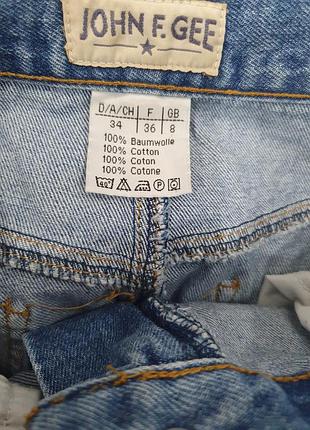 JOHN F. GEE
D/A/CH F GB
34 36 8
100% Baumwolle
100% Cotton
100% Coton
100% Cotone